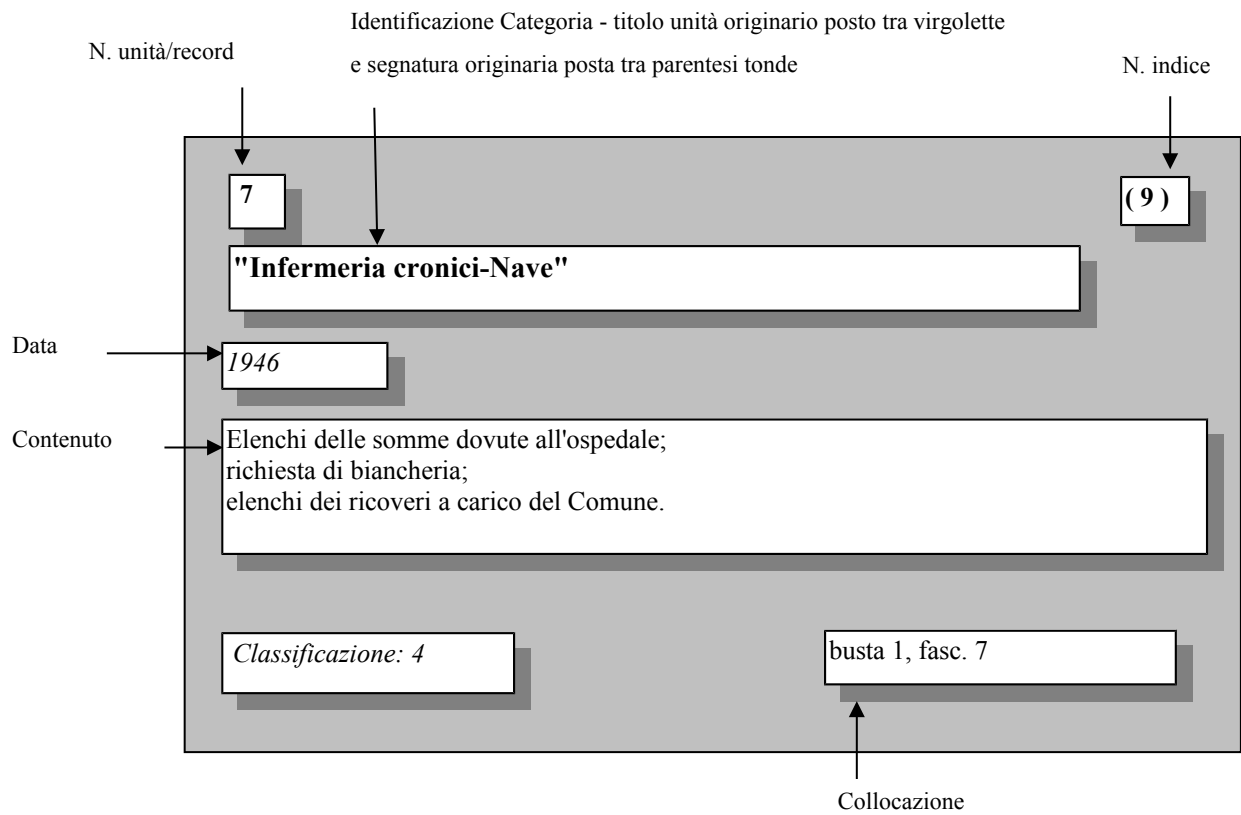 Identificazione Categoria - titolo unità originario posto tra virgolette
e segnatura originaria posta tra parentesi tonde
N. unità/record
N. indice
7
( 9 )
"Infermeria cronici-Nave"
Data
1946
Contenuto
Elenchi delle somme dovute all'ospedale;
richiesta di biancheria;
elenchi dei ricoveri a carico del Comune.
Classificazione: 4
busta 1, fasc. 7
Collocazione